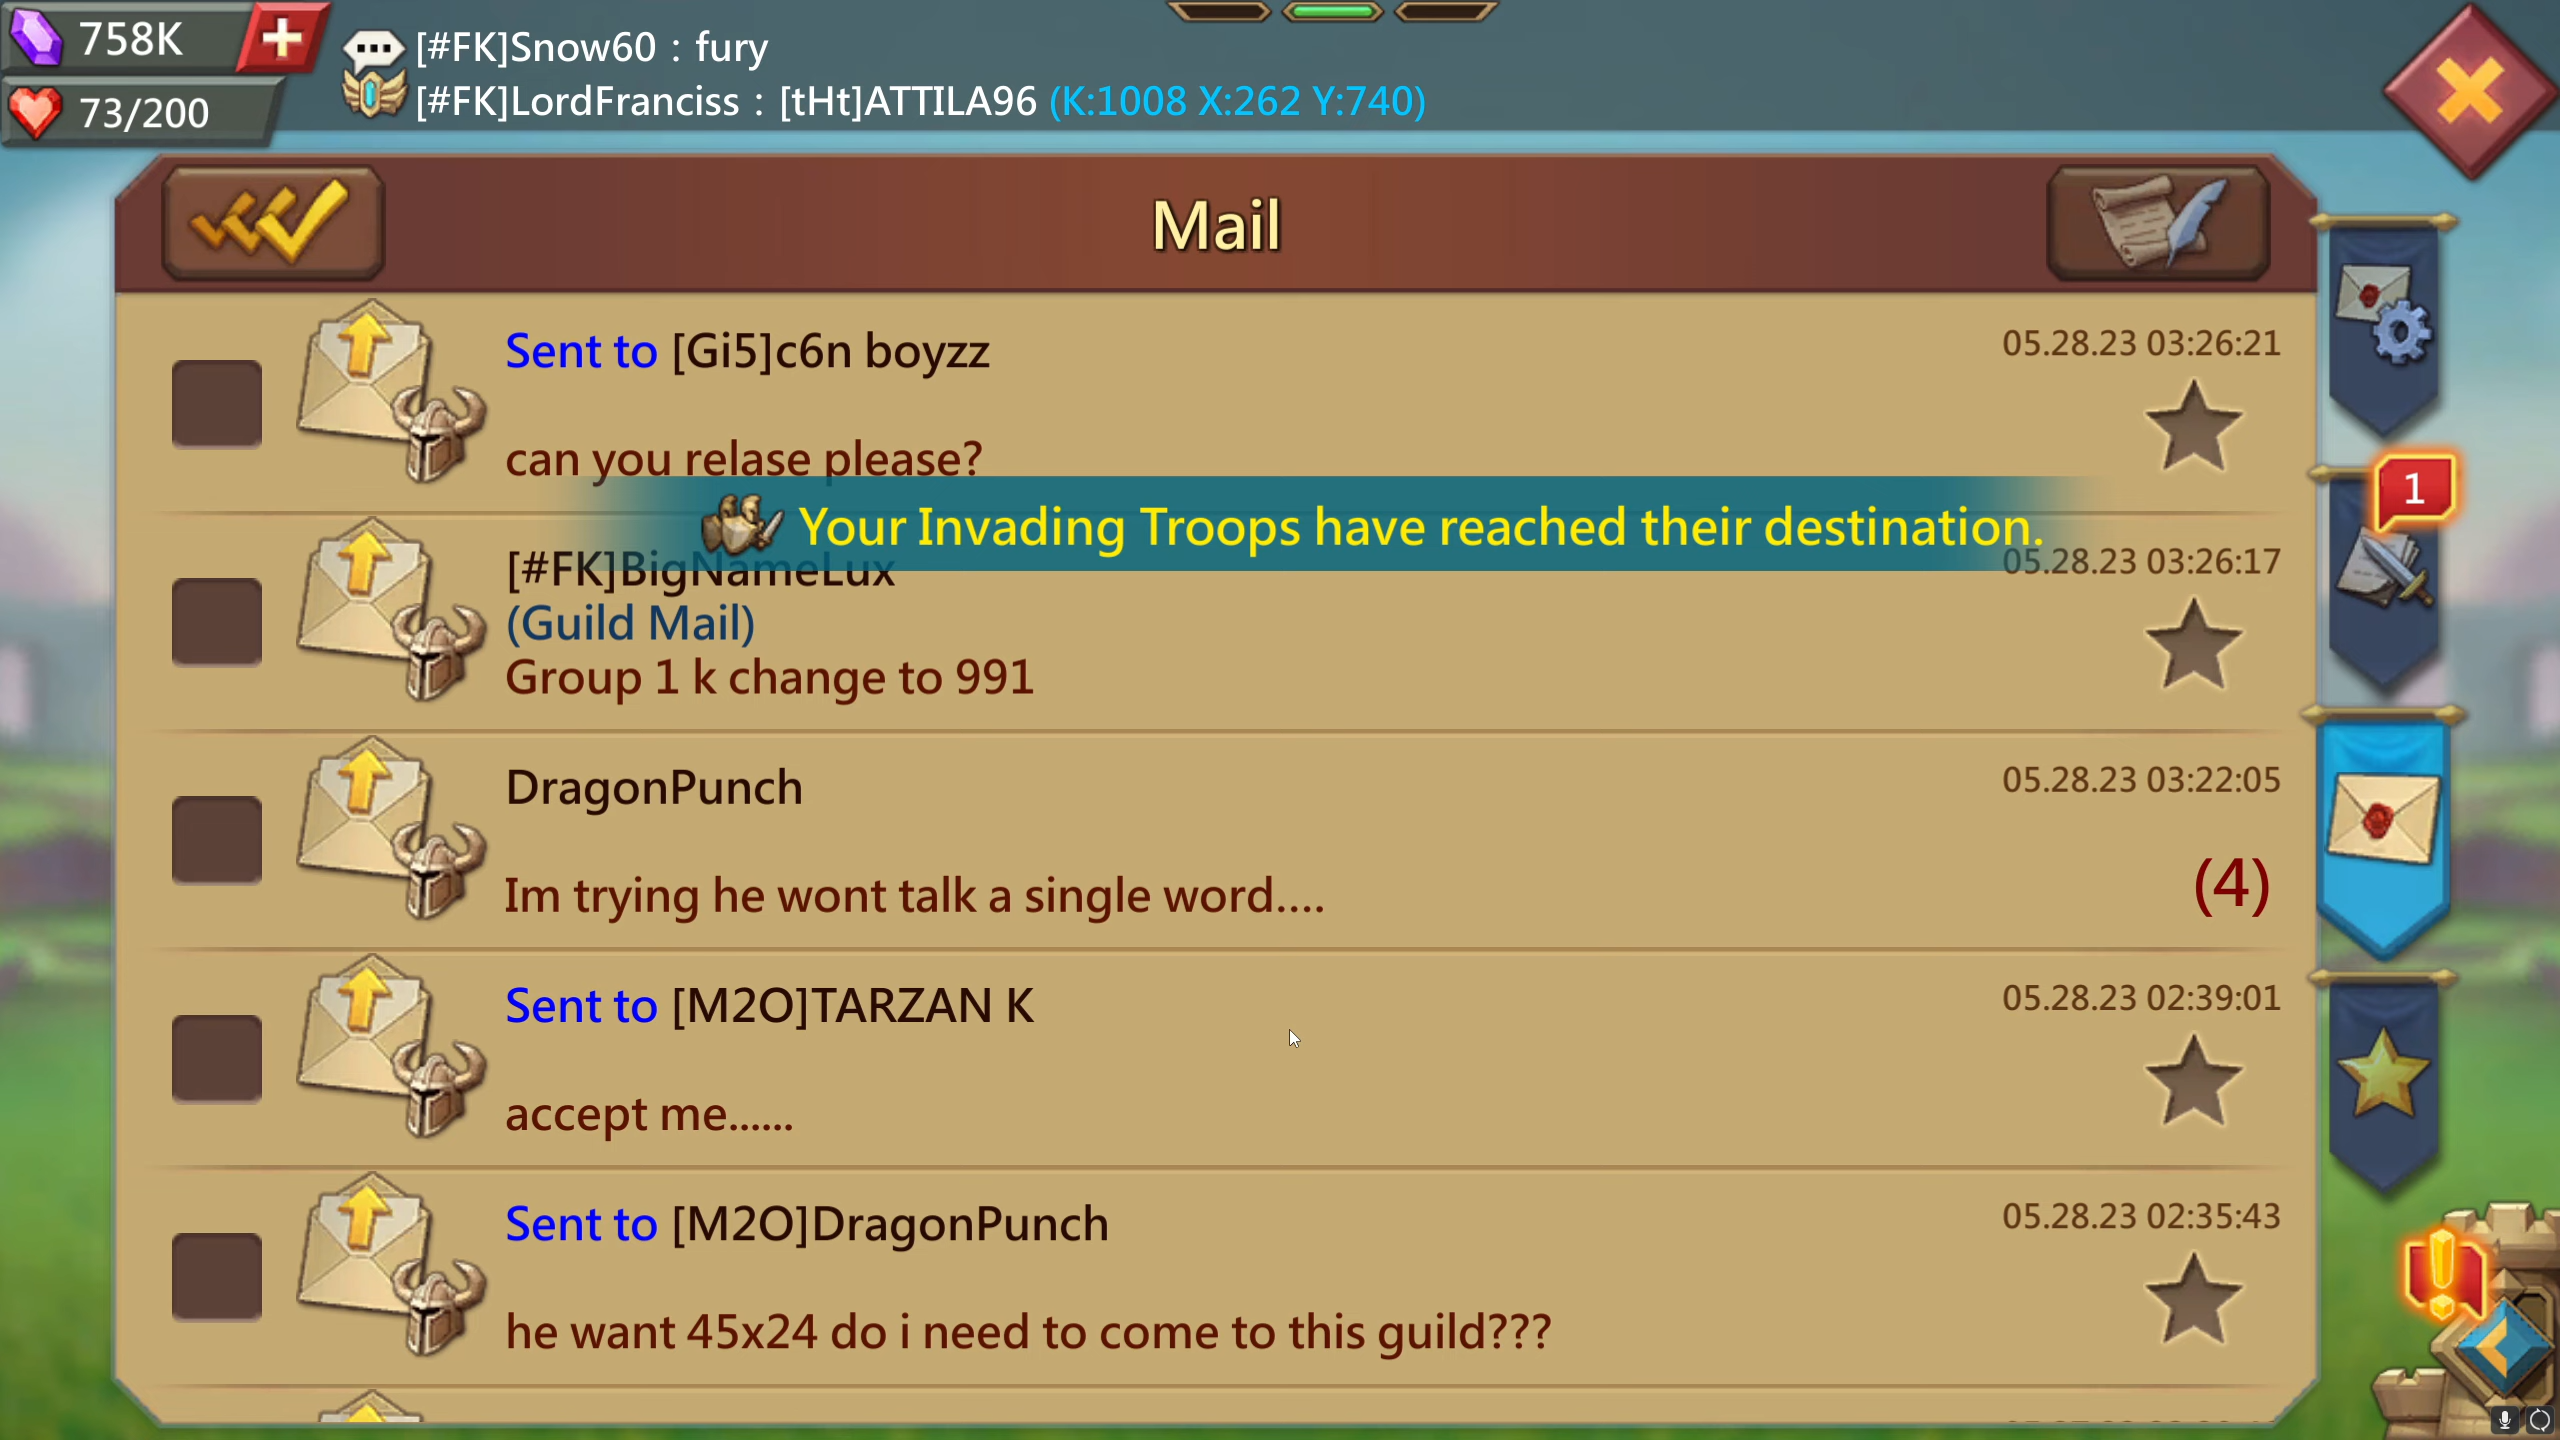 758K
73/200
[#FK]Snow60 : fury
[#FK]LordFranciss : [tHt]ATTILA96 (K:1008 X:262 Y:740)
Mail
Sent to [Gi5]c6n boyzz
05.28.23 03:26:21
can you relase please?
Your Invading Troops have reached their destination.
1
[#FK]BigNameLux
05.28.23 03:26:17
(Guild Mail)
Group 1 k change to 991
DragonPunch
05.28.23 03:22:05
Im trying he wont talk a single word....
(4)
Sent to [M2O]TARZAN K
05.28.23 02:39:01
accept me......
Sent to [M2O]DragonPunch
05.28.23 02:35:43
he want 45x24 do i need to come to this guild???